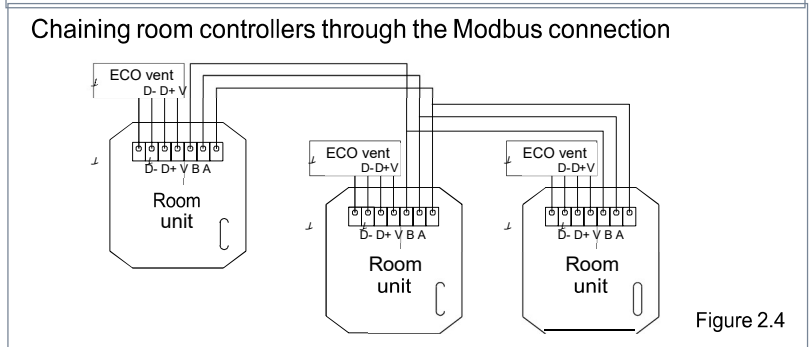 Chaining room controllers through the Modbus connection
ECO vent
D- D+ V
D- D+ V B A
Room
unit
ECO vent
D-D+V
D- D+ V B A
Room
unit
ECO vent
D-D+V
D- D+ V B A
Room
unit
Figure 2.4